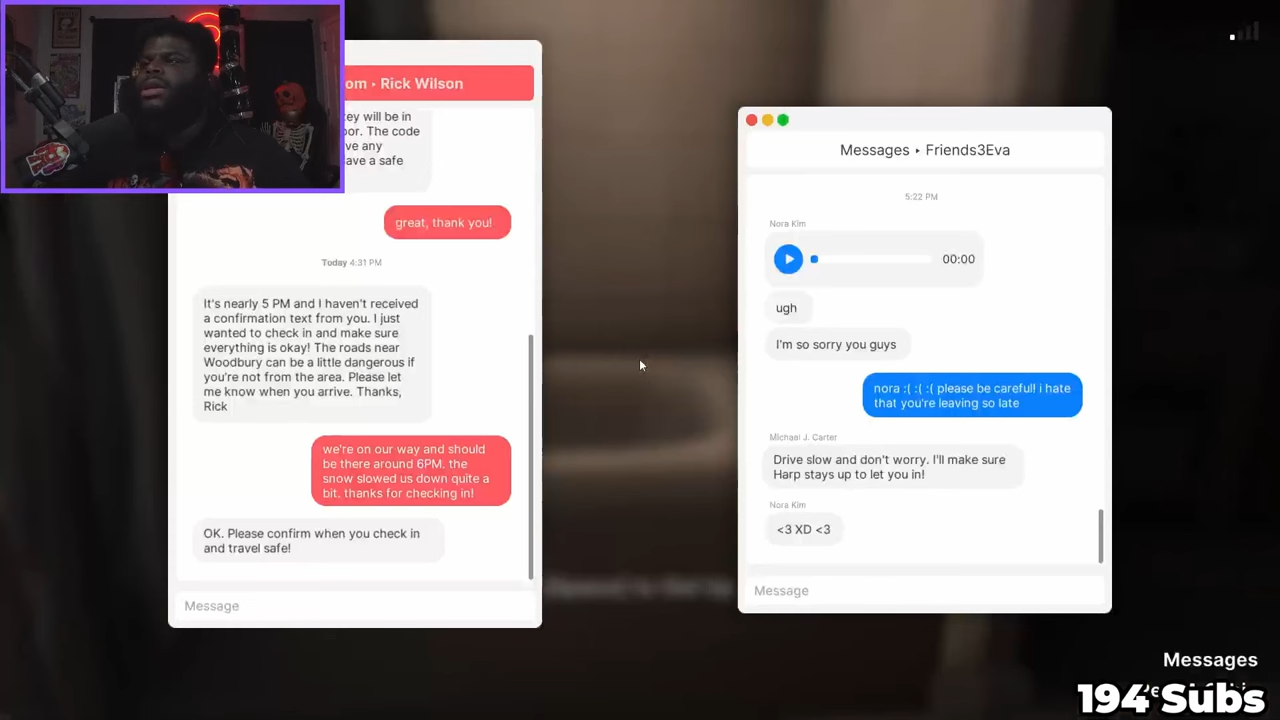 om ▸ Rick Wilson
key will be in
oor. The code
ve any
ave a safe
great, thank you!
Today 4:31 PM
It's nearly 5 PM and I haven't received
a confirmation text from you. I just
wanted to check in and make sure
everything is okay! The roads near
Woodbury can be a little dangerous if
you're not from the area. Please let
me know when you arrive. Thanks,
Rick
we're on our way and should
be there around 6PM. the
snow slowed us down quite a
bit. thanks for checking in!
OK. Please confirm when you check in
and travel safe!
Message
Messages ▸ Friends3Eva
5:22 PM
Nora Kim
00:00
ugh
I'm so sorry you guys
nora :( :( :( please be careful! i hate
that you're leaving so late
Michael J. Carter
Drive slow and don't worry. I'll make sure
Harp stays up to let you in!
Nora Kim
<3 XD <3
Message
Messages
194 Subs